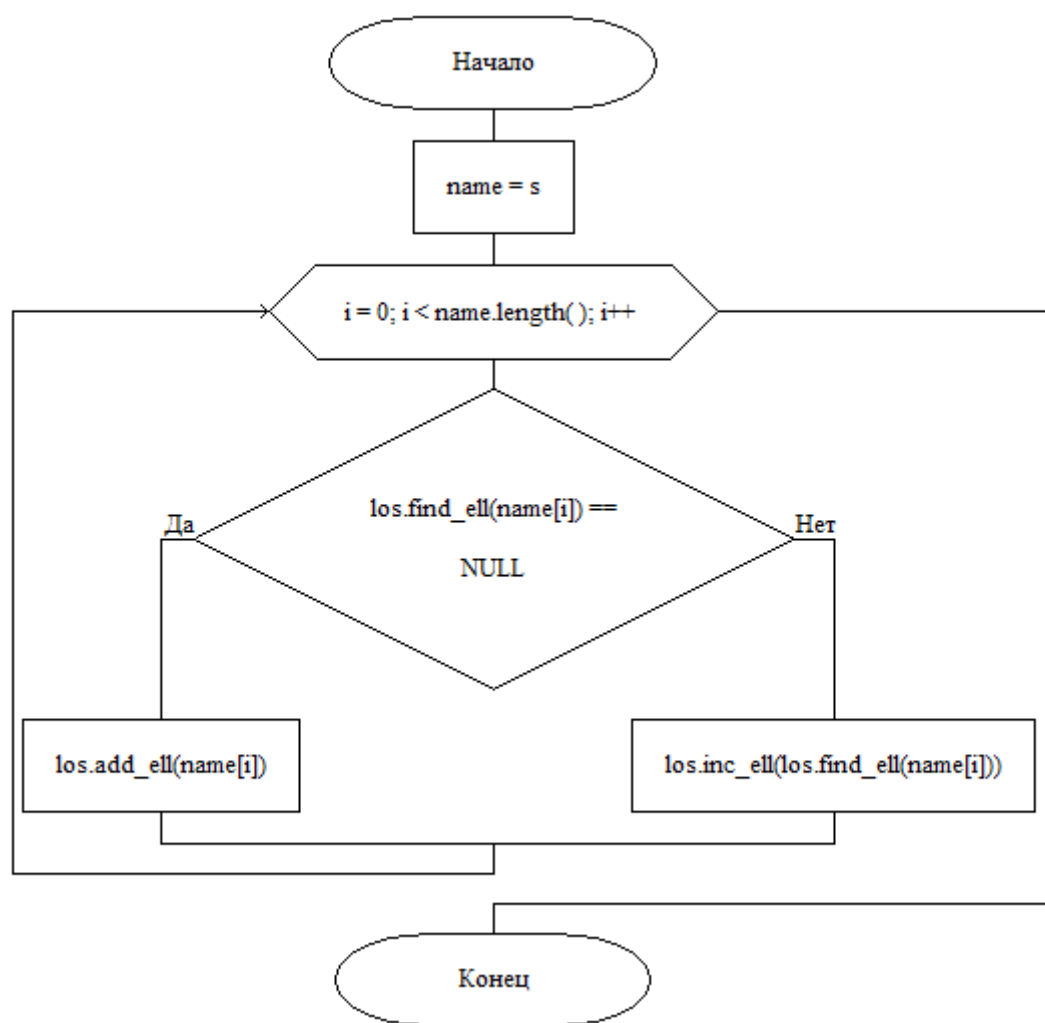 Начало
name = s
i = 0; i < name.length( ); i++
los.find_ell(name[i]) ==
NULL
Да
Нет
los.add_ell(name[i])
los.inc_ell(los.find_ell(name[i]))
Конец